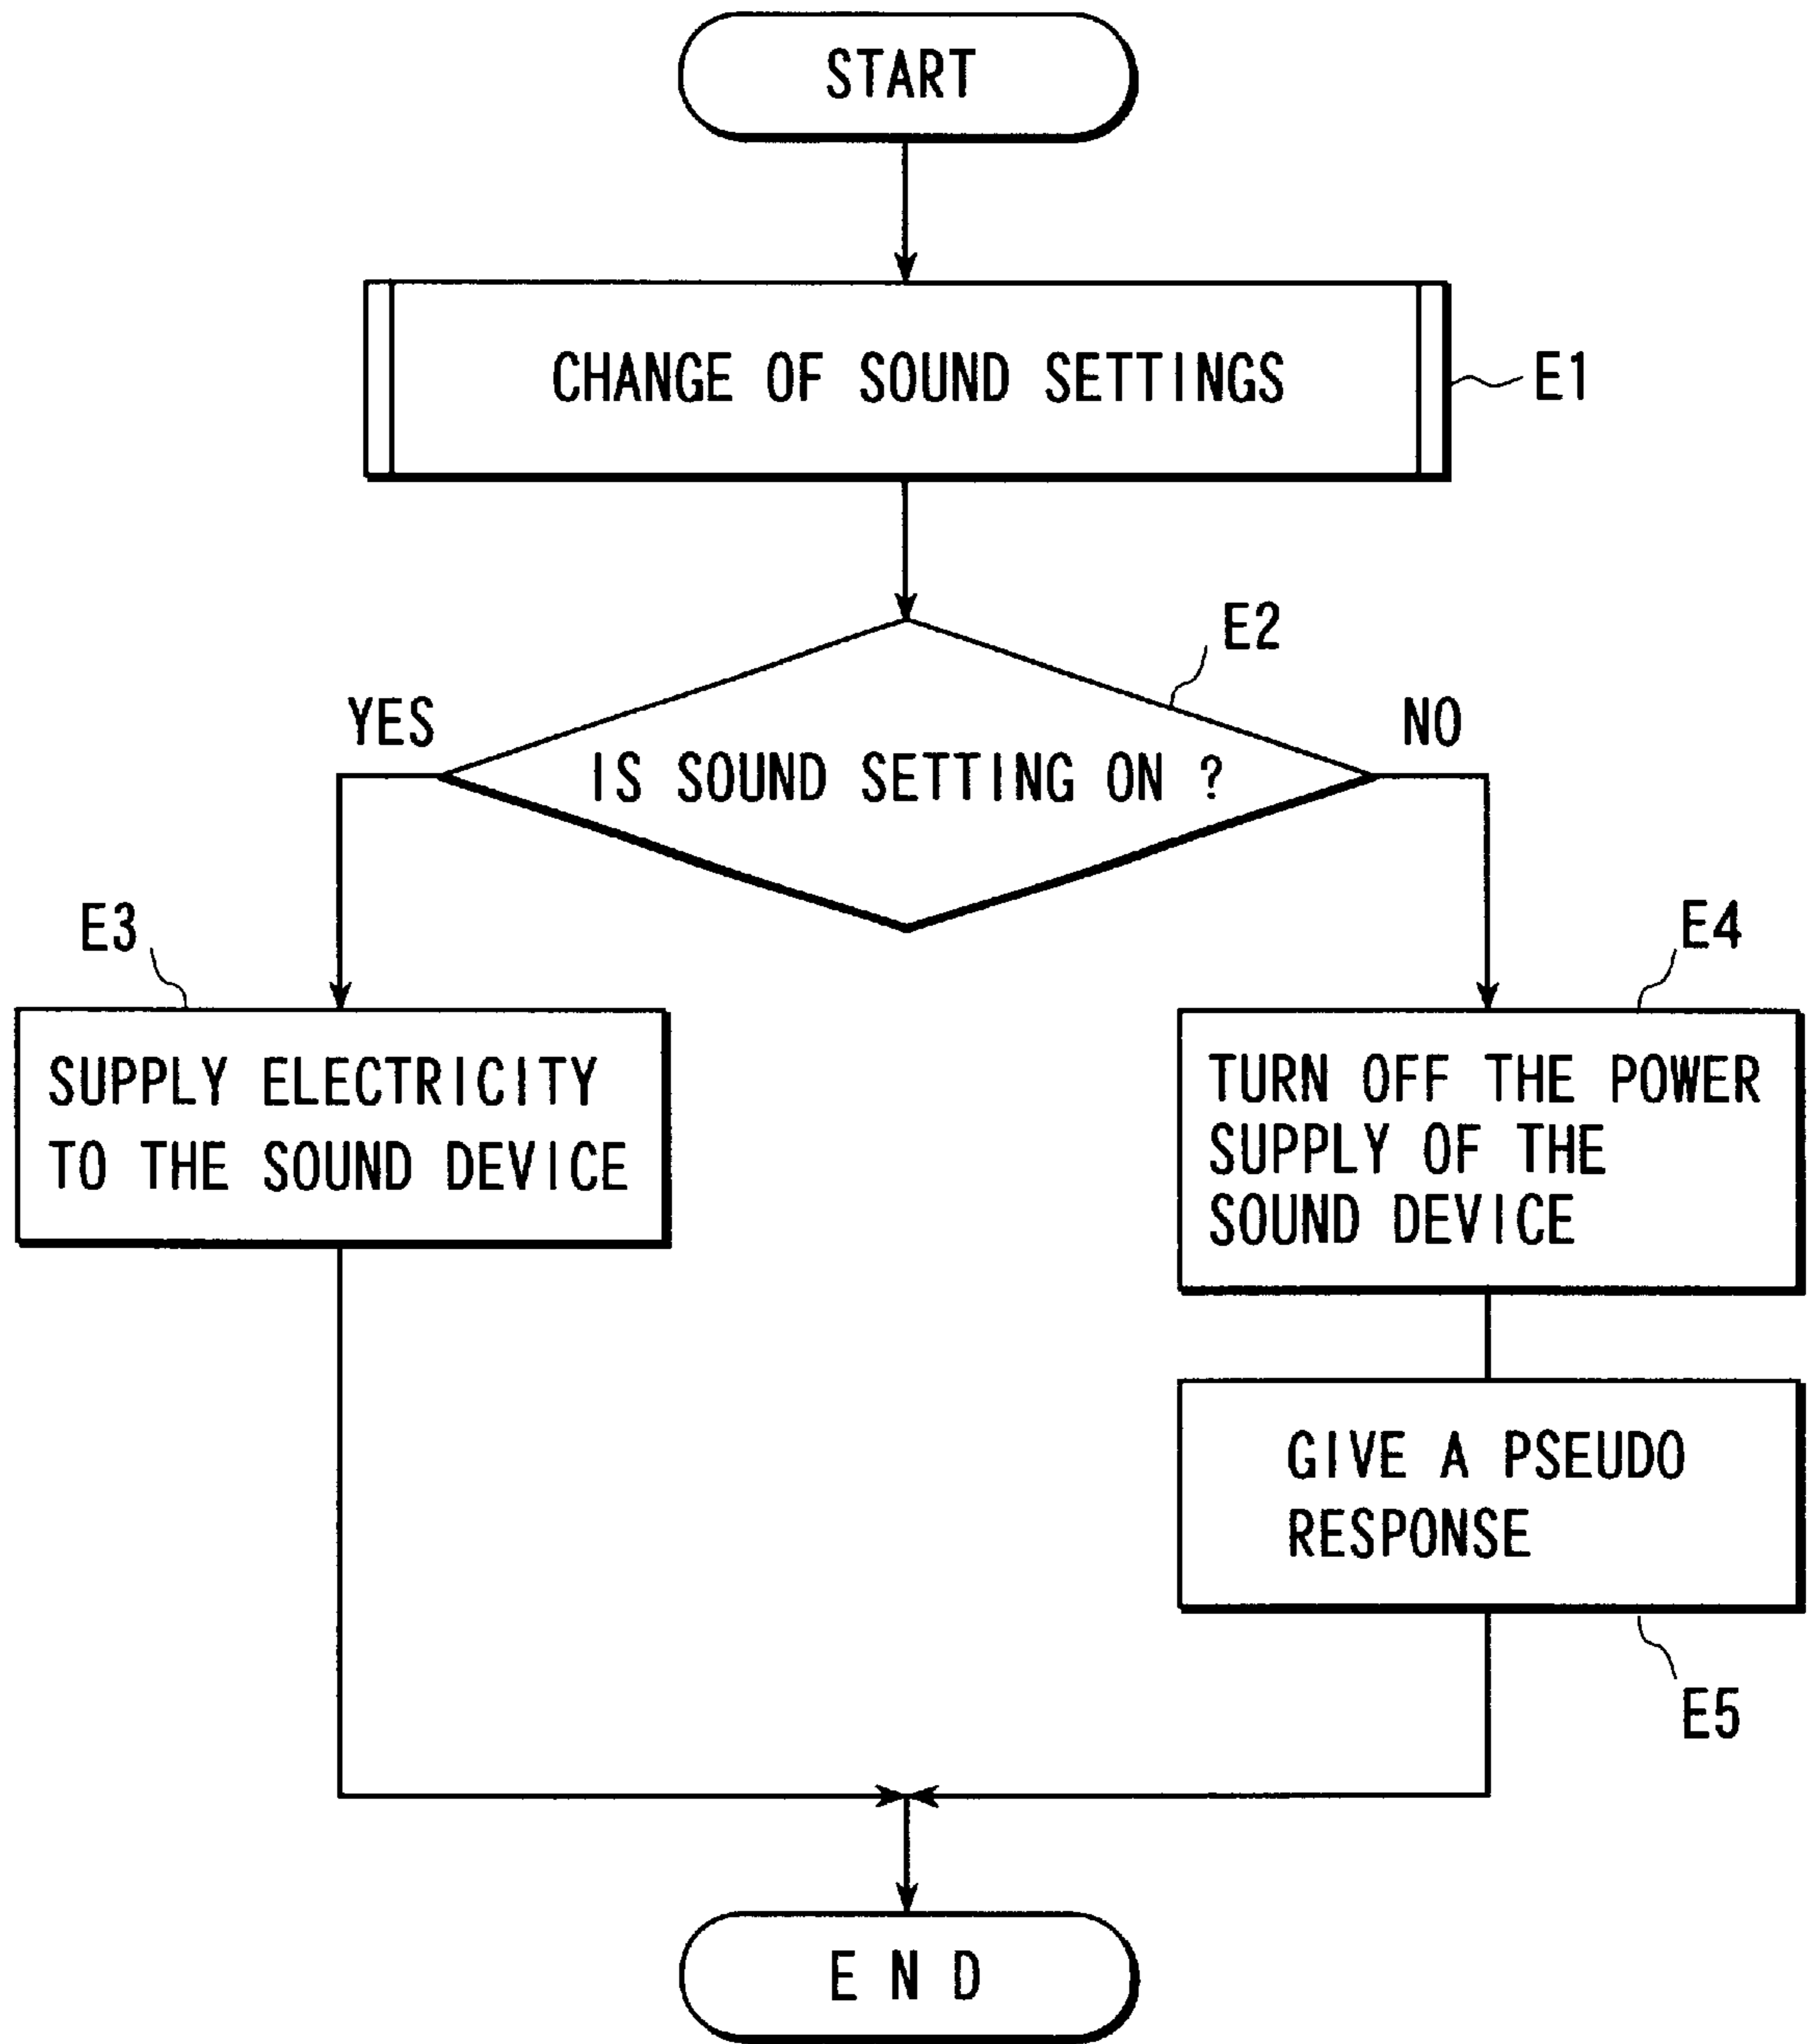 START
CHANGE OF SOUND SETTINGS
E1
E2
YES
NO
IS SOUND SETTING ON ?
E3
E4
SUPPLY ELECTRICITY
TO THE SOUND DEVICE
TURN OFF THE POWER
SUPPLY OF THE
SOUND DEVICE
GIVE A PSEUDO
RESPONSE
E5
END